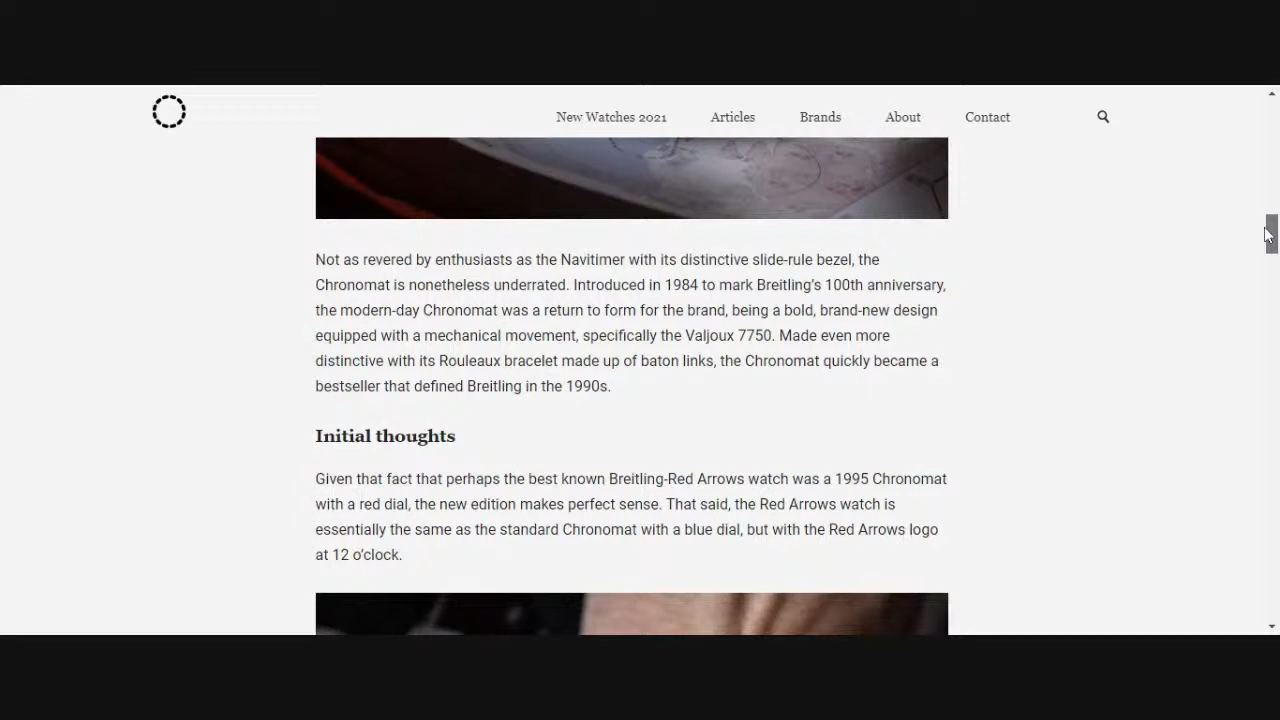 New Watches 2021 Articles Brands About Contact
Not as revered by enthusiasts as the Navitimer with its distinctive slide-rule bezel, the
Chronomat is nonetheless underrated. Introduced in 1984 to mark Breitling's 100th anniversary,
the modern-day Chronomat was a return to form for the brand, being a bold, brand-new design
equipped with a mechanical movement, specifically the Valjoux 7750. Made even more
distinctive with its Rouleaux bracelet made up of baton links, the Chronomat quickly became a
bestseller that defined Breitling in the 1990s.
Initial thoughts
Given that fact that perhaps the best known Breitling-Red Arrows watch was a 1995 Chronomat
with a red dial, the new edition makes perfect sense. That said, the Red Arrows watch is
essentially the same as the standard Chronomat with a blue dial, but with the Red Arrows logo
at 12 o'clock.